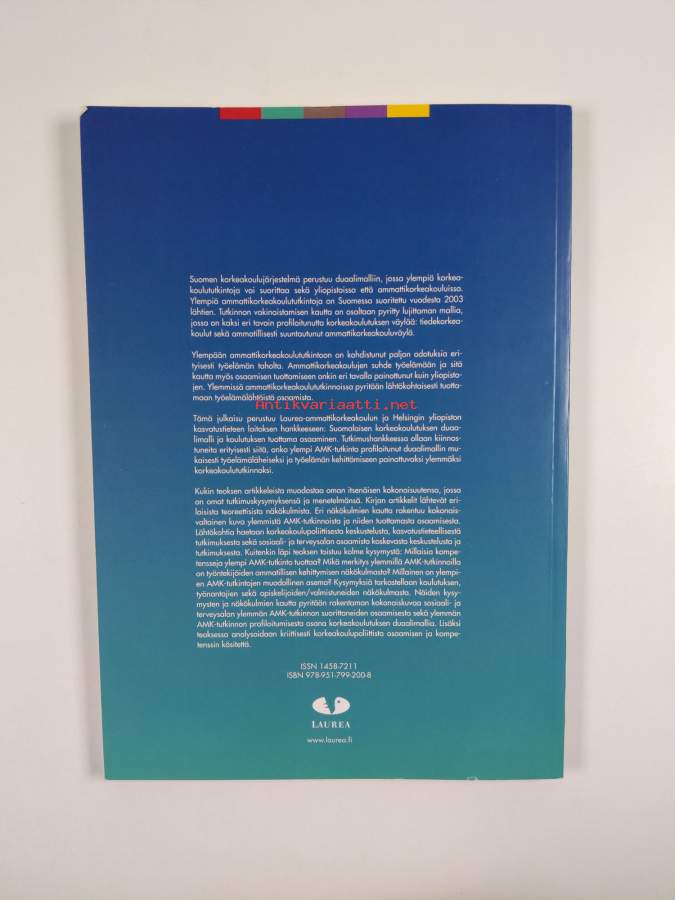 Suomen korkeakoulujärjestelmä perustuu duaalimalliin, jossa ylempiä korkea-
koulututkintoja voi suorittaa sekä yliopistoissa että ammattikorkeakouluissa.
Ylempiä ammattikorkeakoulututkintoja on Suomessa suoritettu vuodesta 2003
lähtien. Tutkinnon vakinaistamisen kautta on osaltaan pyritty lujittaman mallia,
jossa on kaksi eri tavoin profiloitunutta korkeakoulutuksen väylää: tiedekorkea-
koulut sekä ammatillisesti suuntautunut ammattikorkeakouluväylä.
Ylempään ammattikorkeakoulututkintoon on kohdistunut paljon odotuksia eri-
tyisesti työelämän taholta. Ammattikorkeakoulujen suhde työelämään ja sitä
kautta myös osaamisen tuottamiseen onkin eri tavalla painottunut kuin yliopisto-
jen. Ylemmissä ammattikorkeakoulututkinnoissa pyritään lähtökohtaisesti tuotta-
maan työelämälähtöistä osaamista.
Antikvariaatti.net
Tämä julkaisu perustuu Laurea-ammattikorkeakoulun ja Helsingin yliopiston
kasvatustieteen laitoksen hankkeeseen: Suomalaisen korkeakoulutuksen duaa-
limalli ja koulutuksen tuottama osaaminen. Tutkimushankkeessa ollaan kiinnos-
tuneita erityisesti siitä, onko ylempi AMK-tutkinto profiloitunut duaalimallin mu-
kaisesti työelämäläheiseksi ja työelämän kehittämiseen painottuvaksi ylemmäksi
korkeakoulututkinnoksi.
Kukin teoksen artikkeleista muodostaa oman itsenäisen kokonaisuutensa, jossa
on omat tutkimuskysymyksensä ja menetelmänsä. Kirjan artikkelit lähtevät eri-
laisista teoreettisista näkökulmista. Eri näkökulmien kautta rakentuu kokonais-
valtainen kuva ylemmistä AMK-tutkinnoista ja niiden tuottamasta osaamisesta.
Lähtökohtia haetaan korkeakoulupoliittisesta keskustelusta, kasvatustieteellisestä
tutkimuksesta sekä sosiaali- ja terveysalan osaamista koskevasta keskustelusta ja
tutkimuksesta. Kuitenkin läpi teoksen toistuu kolme kysymystä: Millaisia kompe-
tensseja ylempi AMK-tutkinto tuottaa? Mikä merkitys ylemmillä AMK-tutkinnoilla
on työntekijöiden ammatillisen kehittymisen näkökulmasta? Millainen on ylempi-
en AMK-tutkintojen muodollinen asema? Kysymyksiä tarkastellaan koulutuksen,
työnantajien sekä opiskelijoiden/valmistuneiden näkökulmasta. Näiden kysy-
mysten ja näkökulmien kautta pyritään rakentaman kokonaiskuvaa sosiaali- ja
terveysalan ylemmän AMK-tutkinnon suorittaneiden osaamisesta sekä ylemmän
AMK-tutkinnon profiloitumisesta osana korkeakoulutuksen duaalimallia. Lisäksi
teoksessa analysoidaan kriittisesti korkeakoulupoliittista osaamisen ja kompe-
tenssin käsitettä.
ISSN 1458-7211
ISBN 978-951-799-200-8
LAUREA
www.laurea.fi